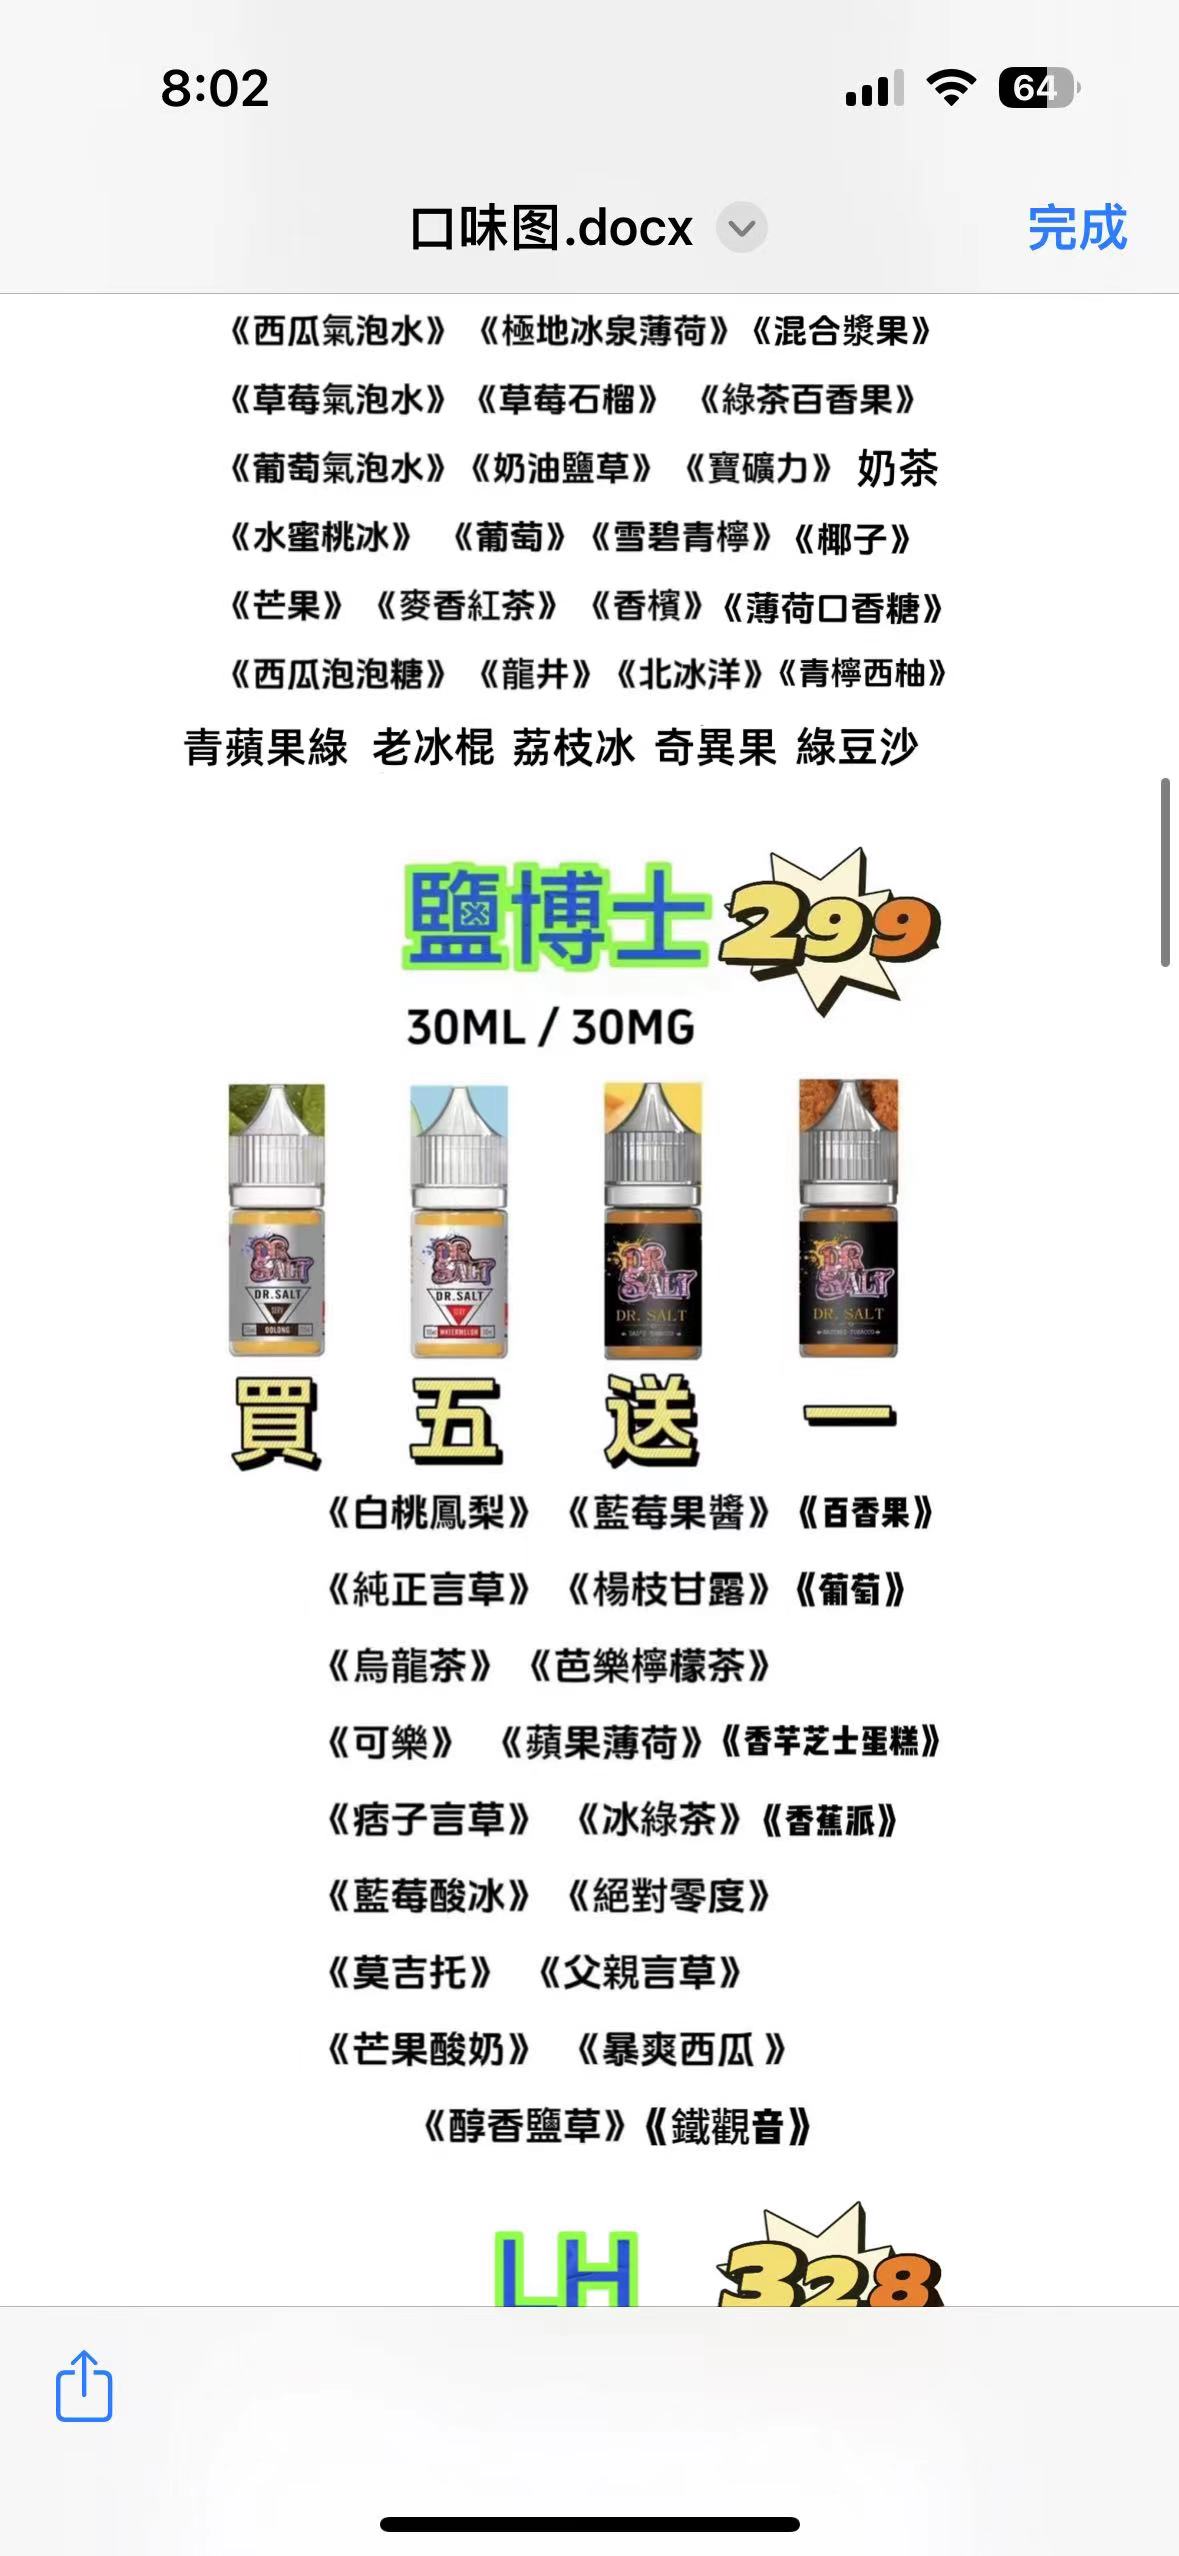 8:02
64
口味图.docx
完成
《西瓜氣泡水》 《極地冰泉薄荷》《混合漿果》
《草莓氣泡水》 《草莓石榴》 《綠茶百香果》
《葡萄氣泡水》《奶油鹽草》 《寶礦力》 奶茶
《水蜜桃冰》 《葡萄》《雪碧青檸》《椰子》
《芒果》 《麥香紅茶》 《香檳》《薄荷口香糖》
《西瓜泡泡糖》 《龍井》《北冰洋》《青檸西柚》
青蘋果綠 老冰棍 荔枝冰 奇異果 綠豆沙
鹽博士 299
30ML / 30MG
DR. SALT DR. SALT DR. SALT DR. SALT
DR.SALT DR.SALT DR. SALT DR. SALT
OOLONG WATERMELON
買 五 送 一
《白桃鳳梨》 《藍莓果醬》《百香果》
《純正言草》 《楊枝甘露》《葡萄》
《烏龍茶》 《芭樂檸檬茶》
《可樂》 《蘋果薄荷》《香芋芝士蛋糕》
《痞子言草》 《冰綠茶》《香蕉派》
《藍莓酸冰》 《絕對零度》
《莫吉托》 《父親言草》
《芒果酸奶》 《暴爽西瓜 》
《醇香鹽草》《鐵觀音》
LH 328